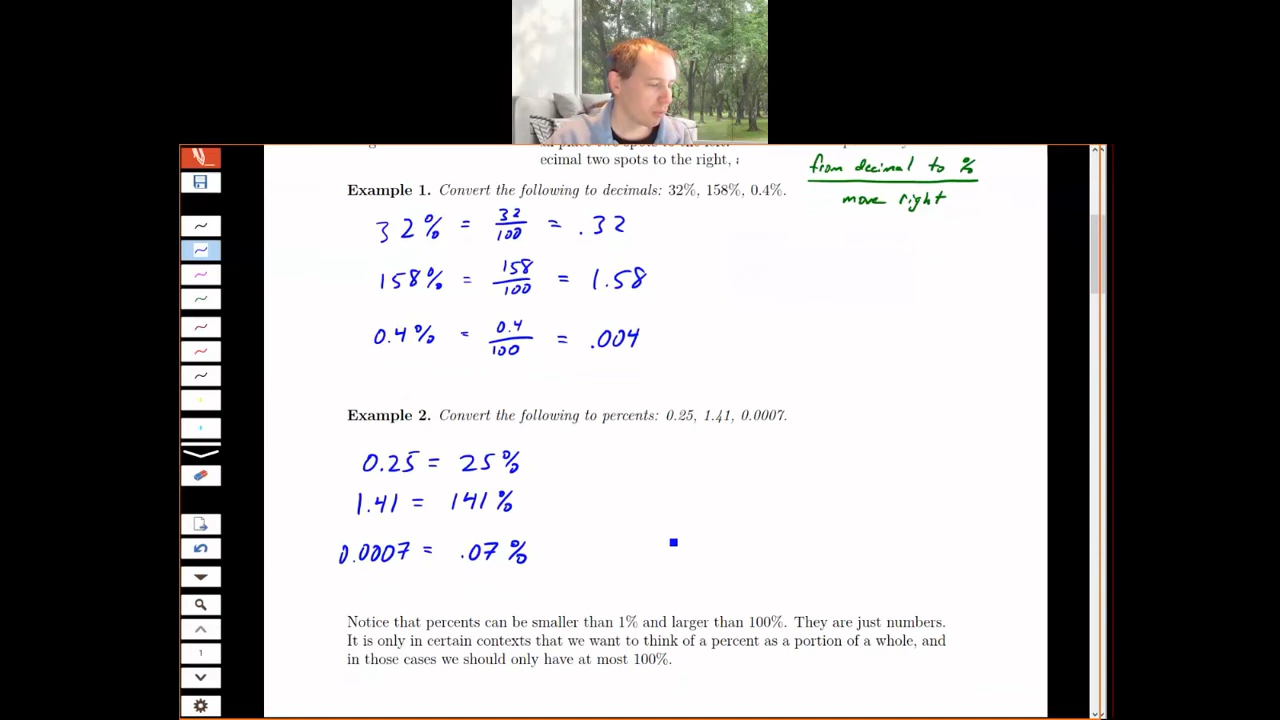 ecimal two spots to the right,
from decimal to %
move right
Example 1. Convert the following to decimals: 32%, 158%, 0.4%.
32% = 32/100 = .32
158% = 158/100 = 1.58
0.4% = 0.4/100 = .004
Example 2. Convert the following to percents: 0.25, 1.41, 0.0007.
0.25 = 25%
1.41 = 141%
0.0007 = .07%
Notice that percents can be smaller than 1% and larger than 100%. They are just numbers.
It is only in certain contexts that we want to think of a percent as a portion of a whole, and
in those cases we should only have at most 100%.
1